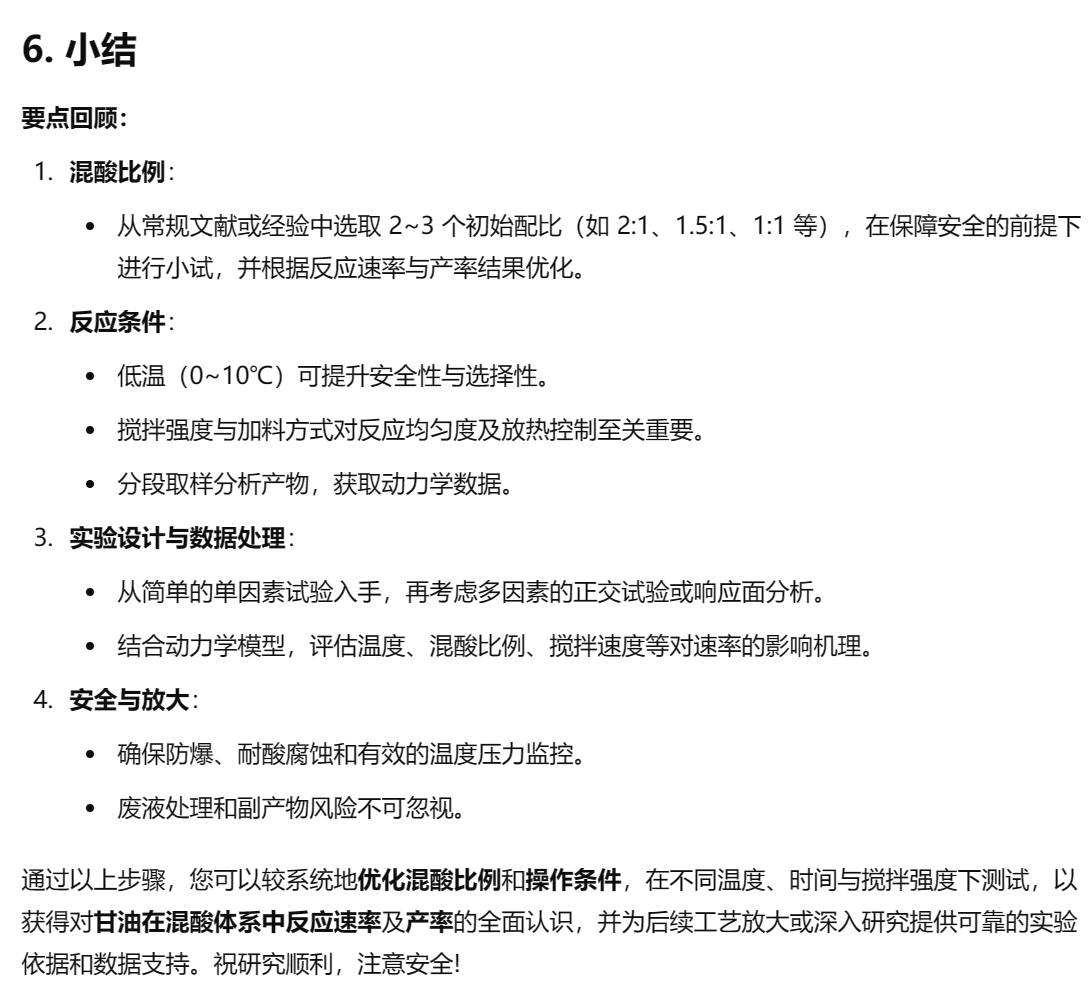 6. 小结
要点回顾：
1. 混酸比例：
• 从常规文献或经验中选取 2~3 个初始配比（如 2:1、1.5:1、1:1 等），在保障安全的前提下
进行小试，并根据反应速率与产率结果优化。
2. 反应条件：
• 低温（0~10℃）可提升安全性与选择性。
• 搅拌强度与加料方式对反应均匀度及放热控制至关重要。
• 分段取样分析产物，获取动力学数据。
3. 实验设计与数据处理：
• 从简单的单因素试验入手，再考虑多因素的正交试验或响应面分析。
• 结合动力学模型，评估温度、混酸比例、搅拌速度等对速率的影响机理。
4. 安全与放大：
• 确保防爆、耐酸腐蚀和有效的温度压力监控。
• 废液处理和副产物风险不可忽视。
通过以上步骤，您可以较系统地优化混酸比例和操作条件，在不同温度、时间与搅拌强度下测试，以
获得对甘油在混酸体系中反应速率及产率的全面认识，并为后续工艺放大或深入研究提供可靠的实验
依据和数据支持。祝研究顺利，注意安全!